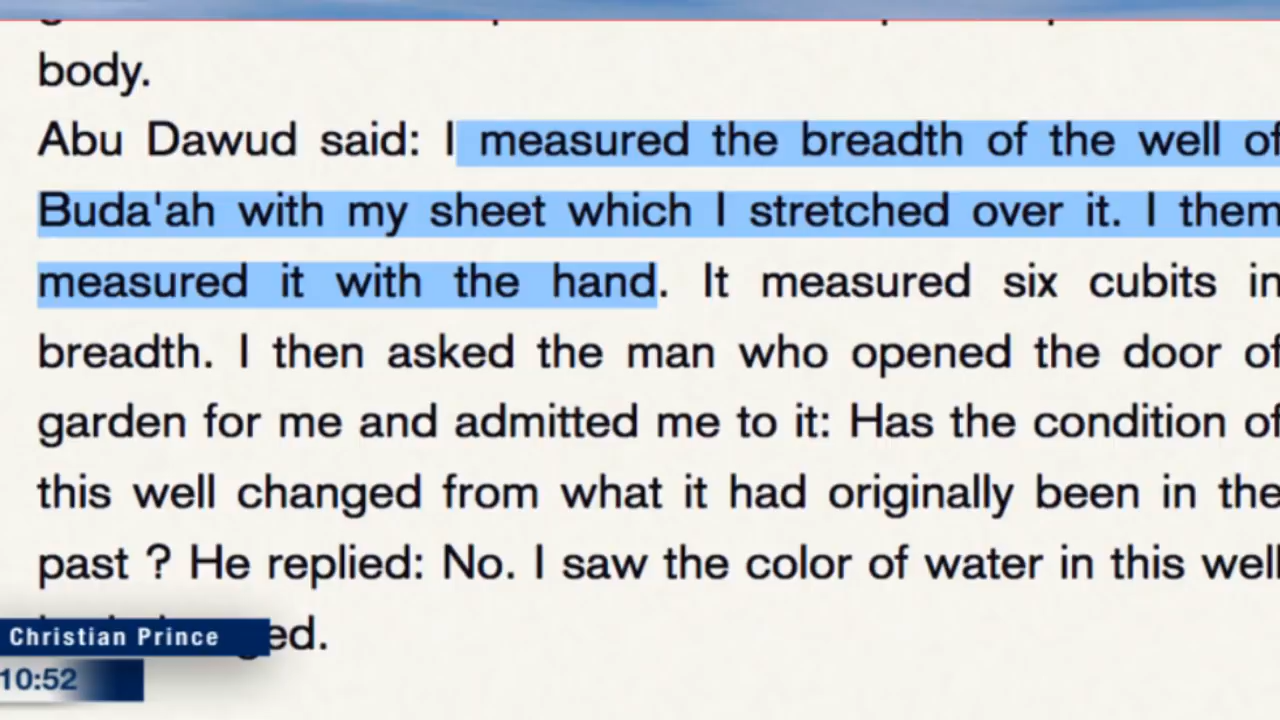 body.
Abu Dawud said: I measured the breadth of the well of
Buda'ah with my sheet which I stretched over it. I them
measured it with the hand. It measured six cubits in
breadth. I then asked the man who opened the door of
garden for me and admitted me to it: Has the condition of
this well changed from what it had originally been in the
past ? He replied: No. I saw the color of water in this well
ed.
Christian Prince
10:52